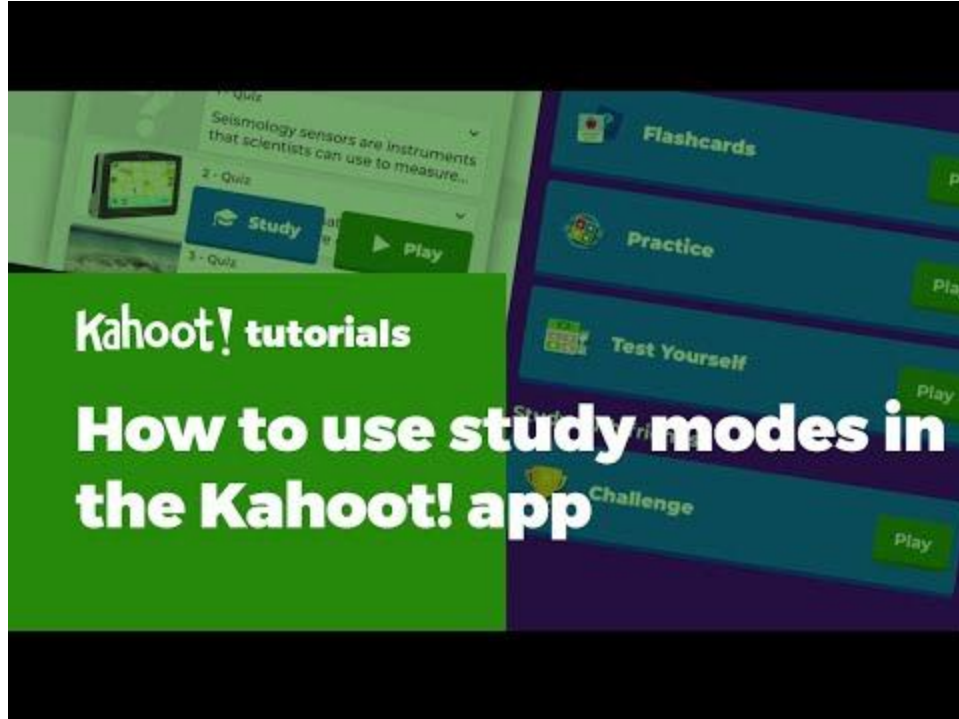 1 - Quiz
Seismology sensors are instruments
that scientists can use to measure...
2 - Quiz
Study
Play
3 - Quiz
Flashcards
Practice
Play
Test Yourself
Play
Challenge
Play
Kahoot! tutorials
How to use study modes in
the Kahoot! app